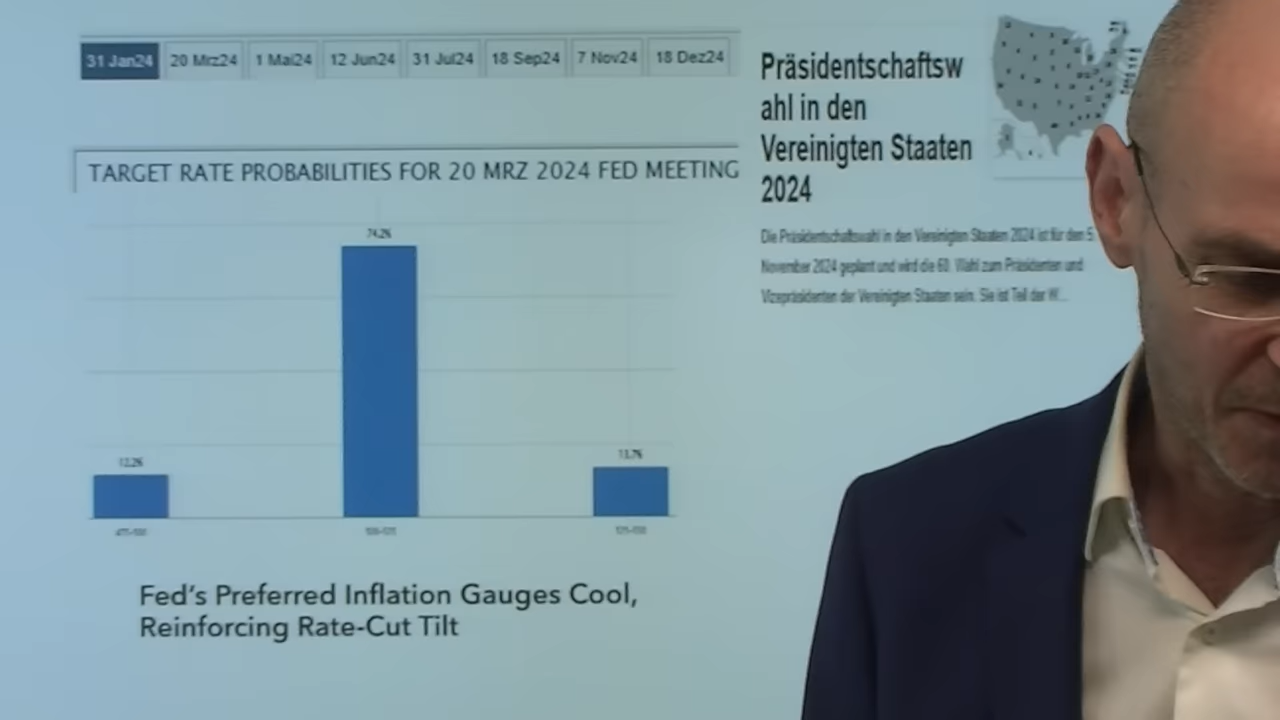 31 Jan24
20 Mrz24
1 Mai24
12 Jun24
31 Jul24
18 Sep24
7 Nov24
18 Dez24
TARGET RATE PROBABILITIES FOR 20 MRZ 2024 FED MEETING
74,2%
12,2%
13,7%
Fed's Preferred Inflation Gauges Cool,
Reinforcing Rate-Cut Tilt
Präsidentschaftsw
ahl in den
Vereinigten Staaten
2024
Die Präsidentschaftswahl in den Vereinigten Staaten 2024 ist für den 5
November 2024 geplant und wird die 60. Wahl zum Präsidenten und
Vizepräsidenten der Vereinigten Staaten sein. Sie ist Teil der W...